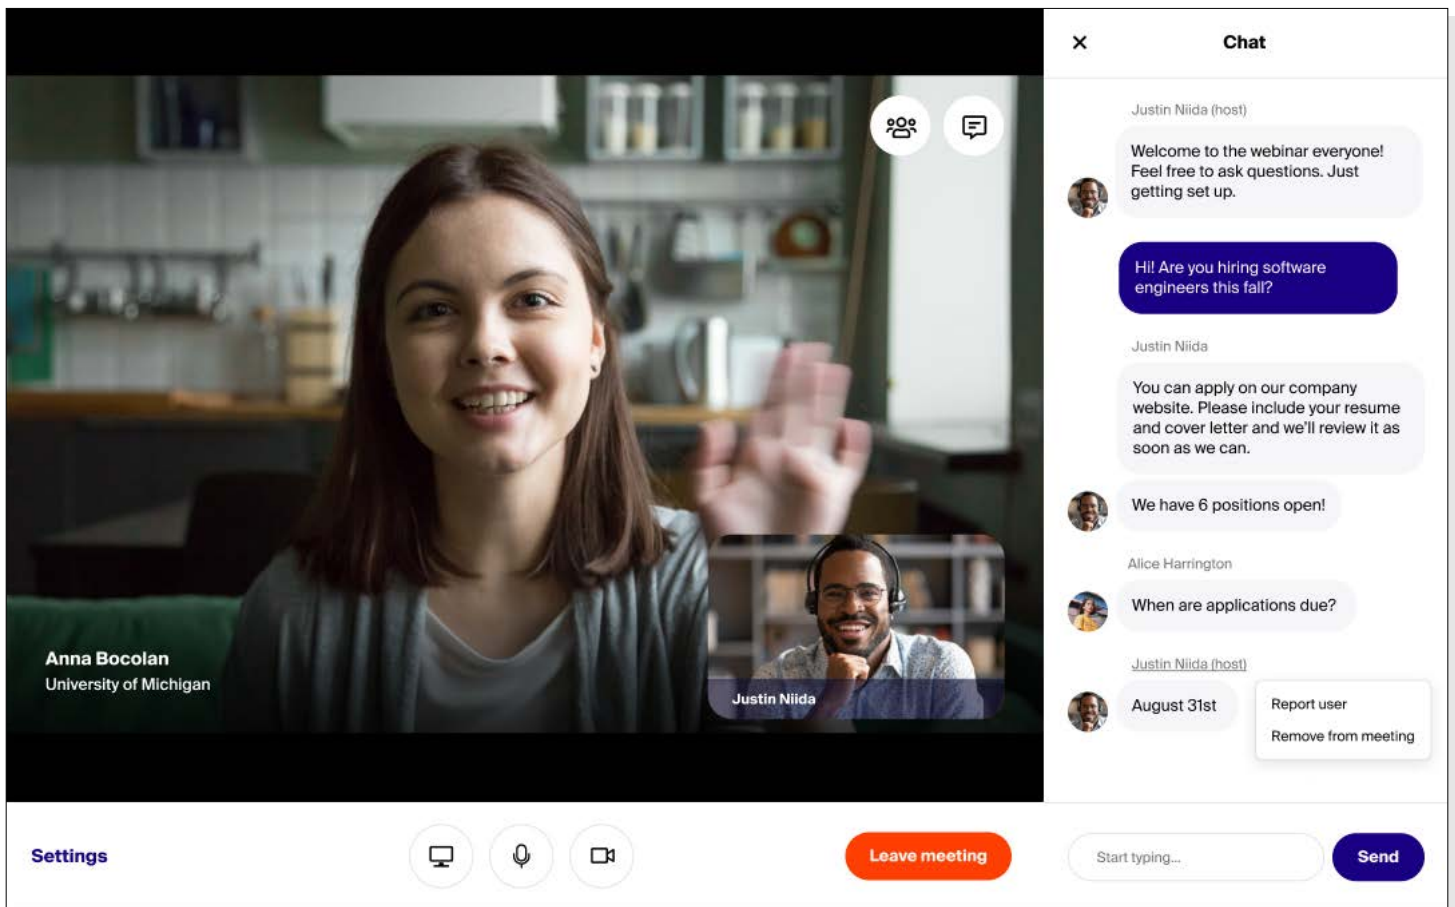 Chat
Justin Niida (host)
Welcome to the webinar everyone!
Feel free to ask questions. Just
getting set up.
Hi! Are you hiring software
engineers this fall?
Justin Niida
You can apply on our company
website. Please include your resume
and cover letter and we'll review it as
soon as we can.
We have 6 positions open!
Alice Harrington
When are applications due?
Justin Niida (host)
August 31st
Report user
Remove from meeting
Anna Bocolan
University of Michigan
Justin Niida
Settings
Leave meeting
Start typing...
Send